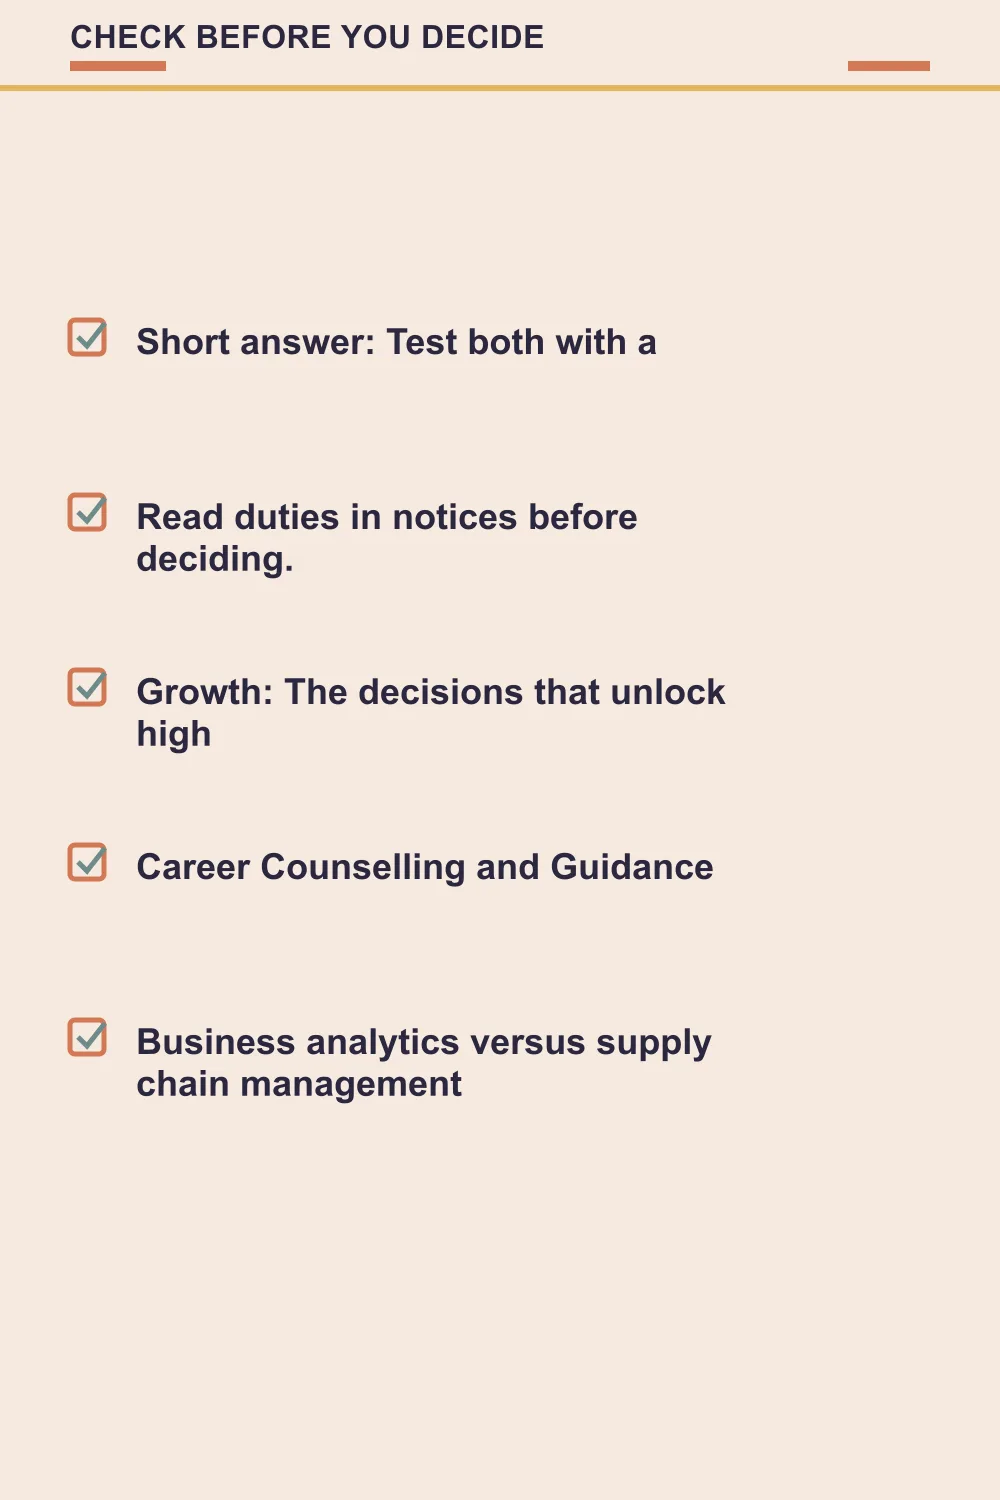 CHECK BEFORE YOU DECIDE
Short answer: Test both with a
Read duties in notices before
deciding.
Growth: The decisions that unlock
high
Career Counselling and Guidance
Business analytics versus supply
chain management